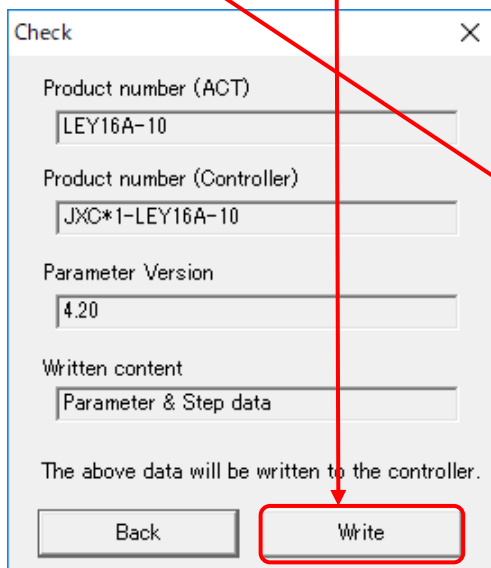 Check
Product number (ACT)
LEY16A-10
Product number (Controller)
JXC*1-LEY16A-10
Parameter Version
4.20
Written content
Parameter & Step data
The above data will be written to the controller.
Back
Write